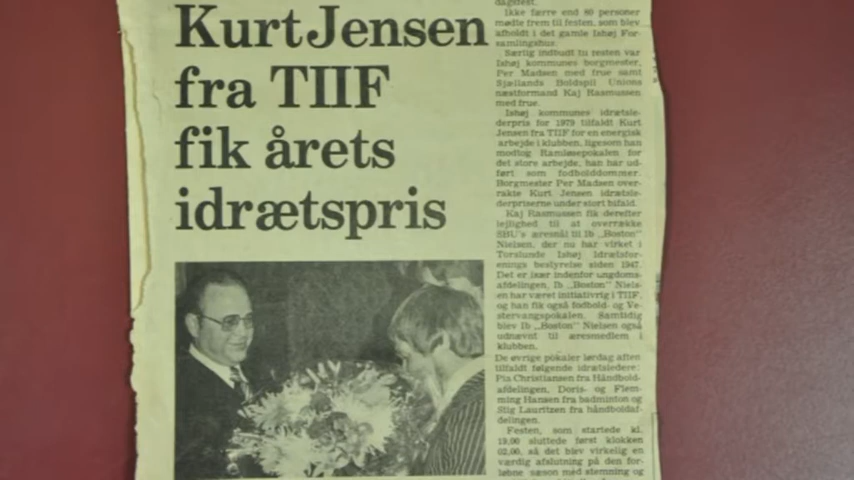 Kurt Jensen
fra TIIF
fik årets
idrætspris
dagsfest.
Ikke færre end 80 personer
mødte frem til festen, som blev
afholdt i det gamle Ishøj For-
samlingshus.
Særlig indbudt til festen var
Ishøj kommunes borgmester,
Per Madsen med frue samt
Sjællands Boldspil Unions
næstformand Kaj Rasmussen
med frue.
Ishøj kommunes idrætsle-
derpris for 1979 tilfaldt Kurt
Jensen fra TIIF for en energisk
arbejde i klubben, ligesom han
modtog Ramløsepokalen for
det store arbejde, han har ud-
ført som fodbolddommer.
Borgmester Per Madsen over-
rakte Kurt Jensen idrætsle-
derpriserne under stort bifald.
Kaj Rasmussen fik derefter
lejlighed til at overrække
SBU's æresnål til Ib „Boston"
Nielsen, der nu har virket i
Torslunde Ishøj Idrætsfor-
enings bestyrelse siden 1947.
Det er især indenfor ungdoms-
afdelingen, Ib „Boston" Niels-
en har været initiativrig i TIIF,
og han fik også fodbold- og Ve-
stervangspokalen. Samtidig
blev Ib „Boston" Nielsen også
udnævnt til æresmedlem i
klubben.
De øvrige pokaler lørdag aften
tilfaldt følgende idrætsledere:
Pia Christiansen fra Håndbold-
afdelingen, Doris- og Flem-
ming Hansen fra badminton og
Stig Lauritzen fra håndboldaf-
delingen.
Festen, som startede kl.
19.00 sluttede først klokken
02.00, så det blev virkelig en
værdig afslutning på den for-
løbne sæson med stemning og